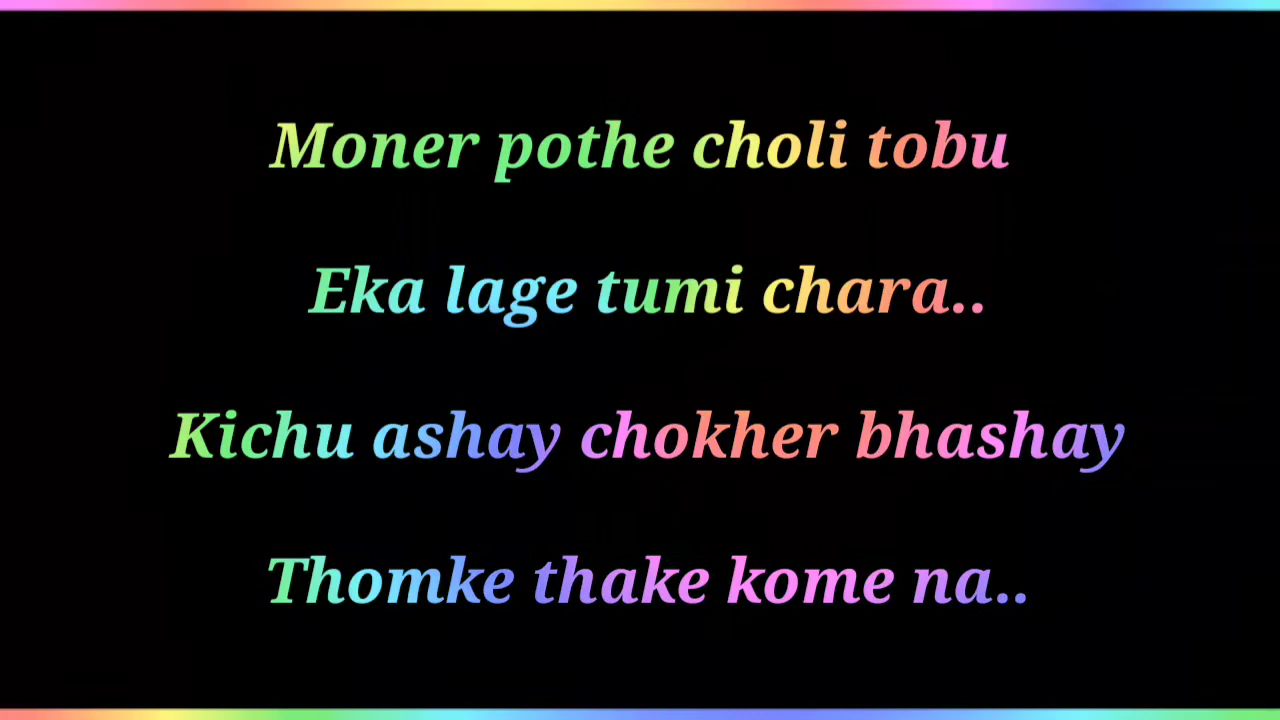 Moner pothe choli tobu
Eka lage tumi chara..
Kichu ashay chokher bhashay
Thomke thake kome na..